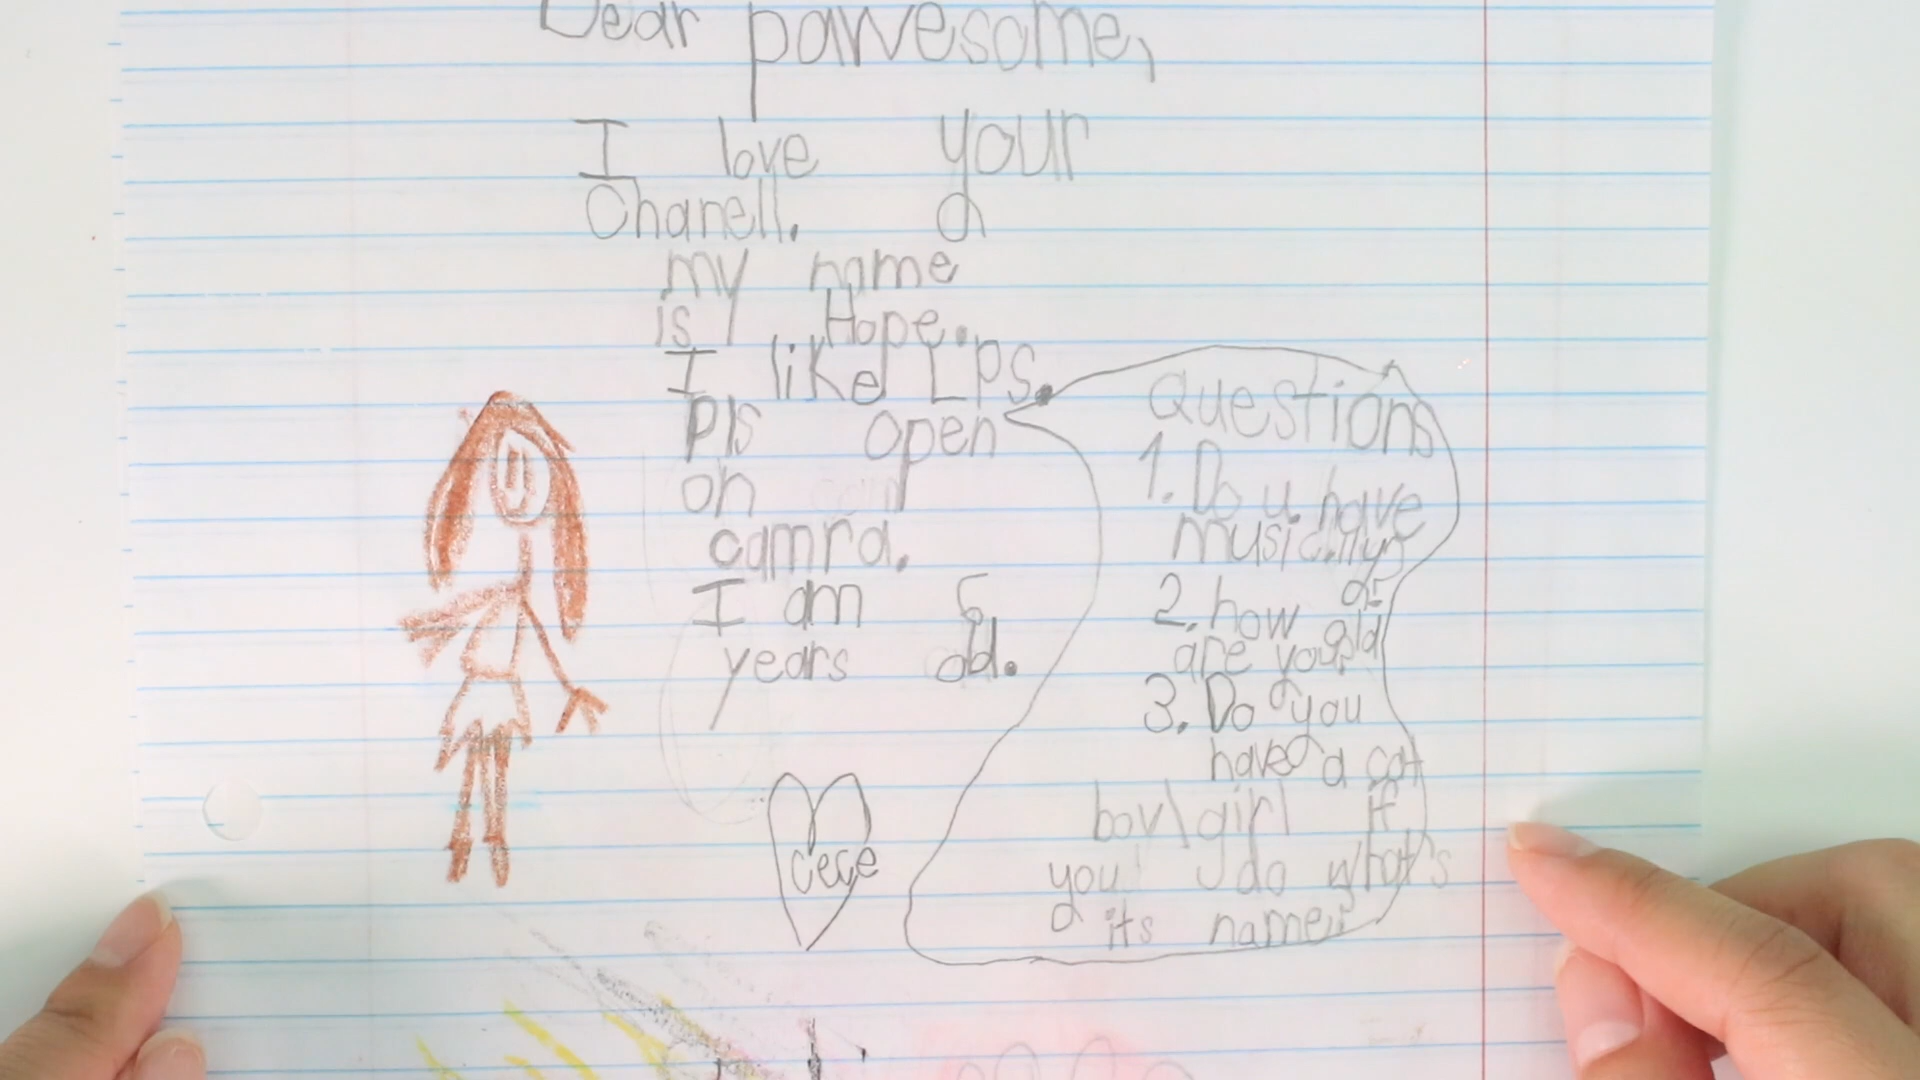 Dear pawesome,
I love your
Chanell.
my name
is Hope.
I like LPS.
Pls open
on
camra.
I am 6
years old.
cece
Questions
1. Do u have
musically
2. how
are you old
3. Do you
have a cat
boy\girl if
you do what's
its name?